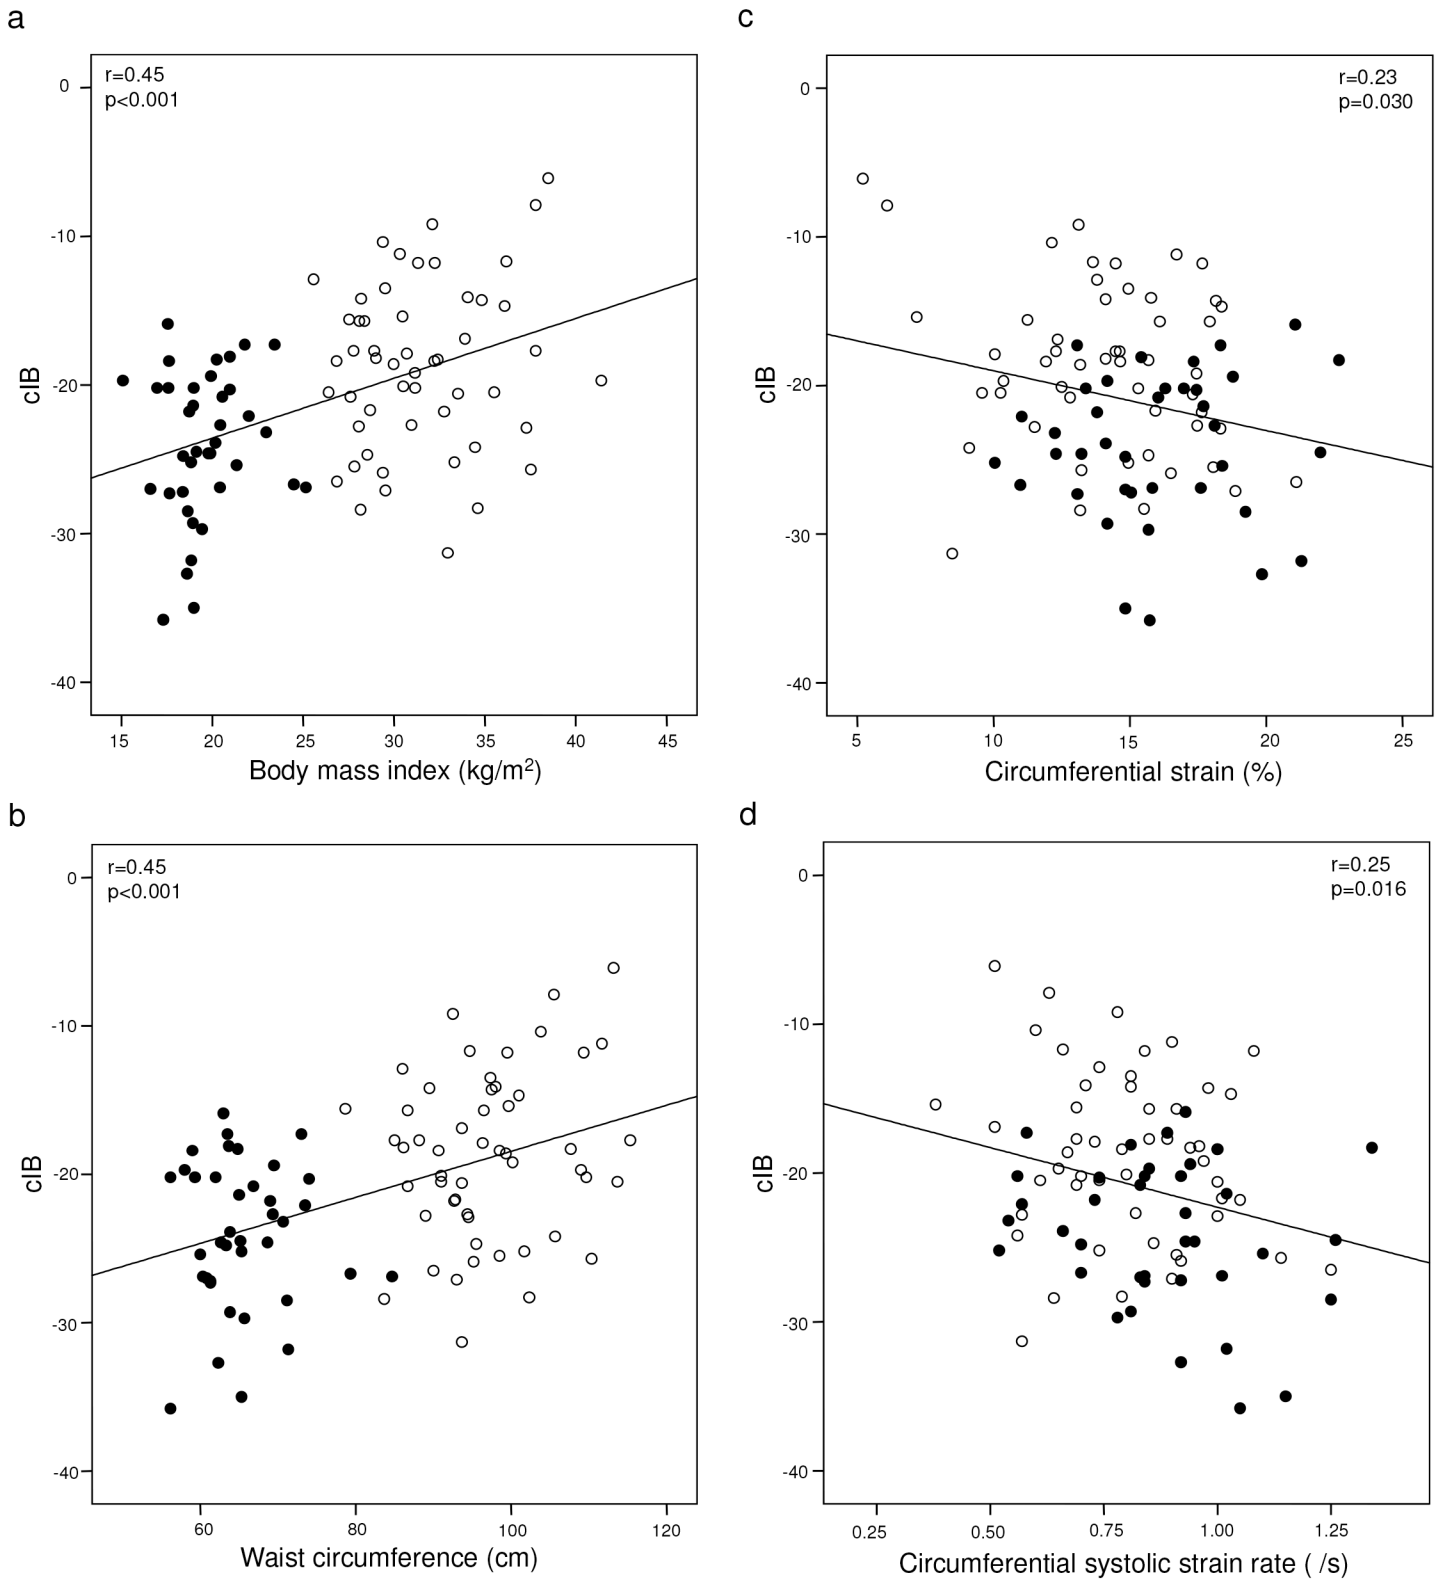 a
r=0.45
p<0.001
0
-10
-20
-30
-40
cIB
15 20 25 30 35 40 45
Body mass index (kg/m²)
c
r=0.23
p=0.030
0
-10
-20
-30
-40
cIB
5 10 15 20 25
Circumferential strain (%)
b
r=0.45
p<0.001
0
-10
-20
-30
-40
cIB
60 80 100 120
Waist circumference (cm)
d
r=0.25
p=0.016
0
-10
-20
-30
-40
cIB
0.25 0.50 0.75 1.00 1.25
Circumferential systolic strain rate ( /s)